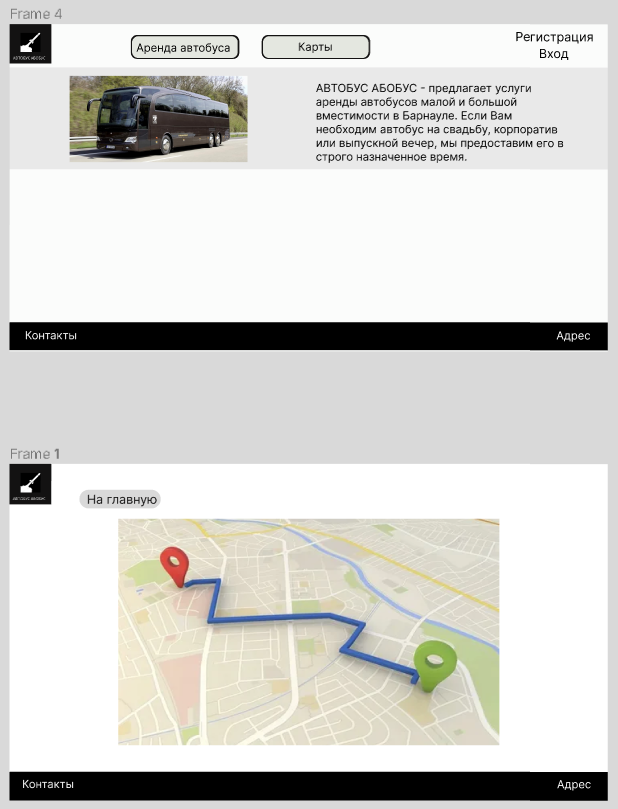 Frame 4
АВТОБУС АБОБУС
Аренда автобуса
Карты
Регистрация
Вход
АВТОБУС АБОБУС - предлагает услуги
аренды автобусов малой и большой
вместимости в Барнауле. Если Вам
необходим автобус на свадьбу, корпоратив
или выпускной вечер, мы предоставим его в
строго назначенное время.
Контакты
Адрес
Frame 1
АВТОБУС АБОБУС
На главную
Контакты
Адрес